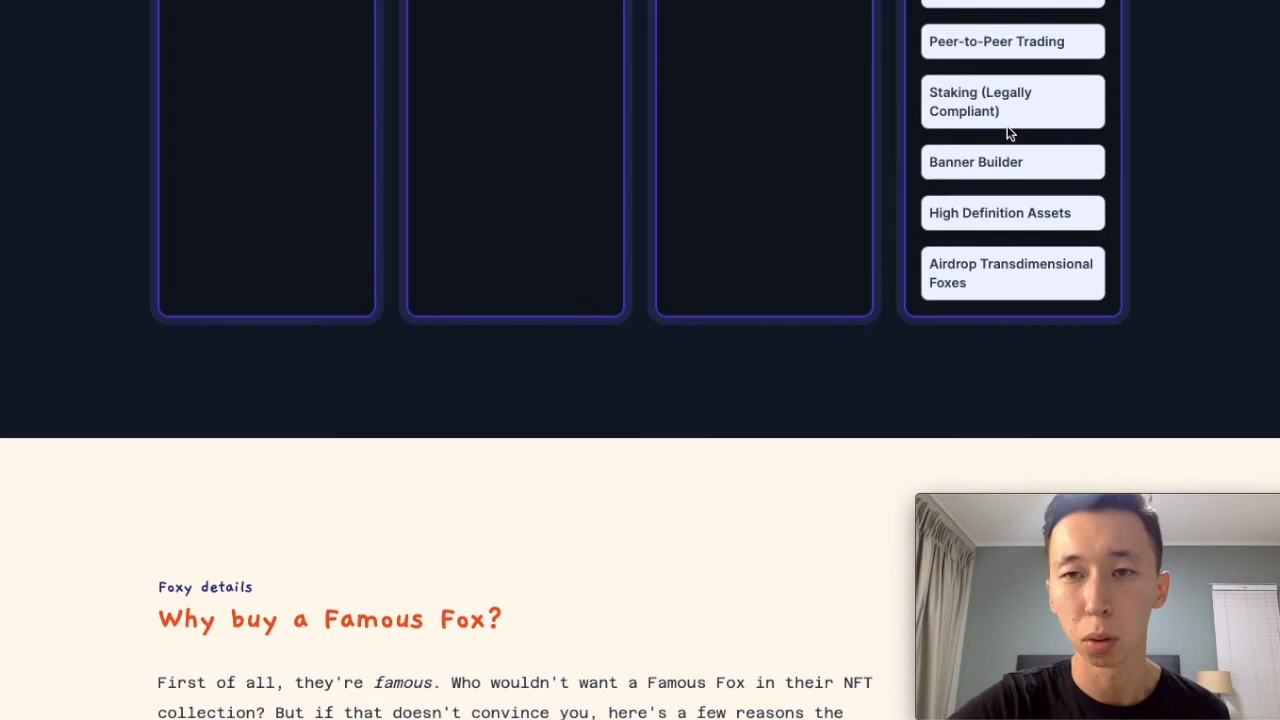 Peer-to-Peer Trading
Staking (Legally
Compliant)
Banner Builder
High Definition Assets
Airdrop Transdimensional
Foxes
Foxy details
Why buy a Famous Fox?
First of all, they're famous. Who wouldn't want a Famous Fox in their NFT
collection? But if that doesn't convince you, here's a few reasons the